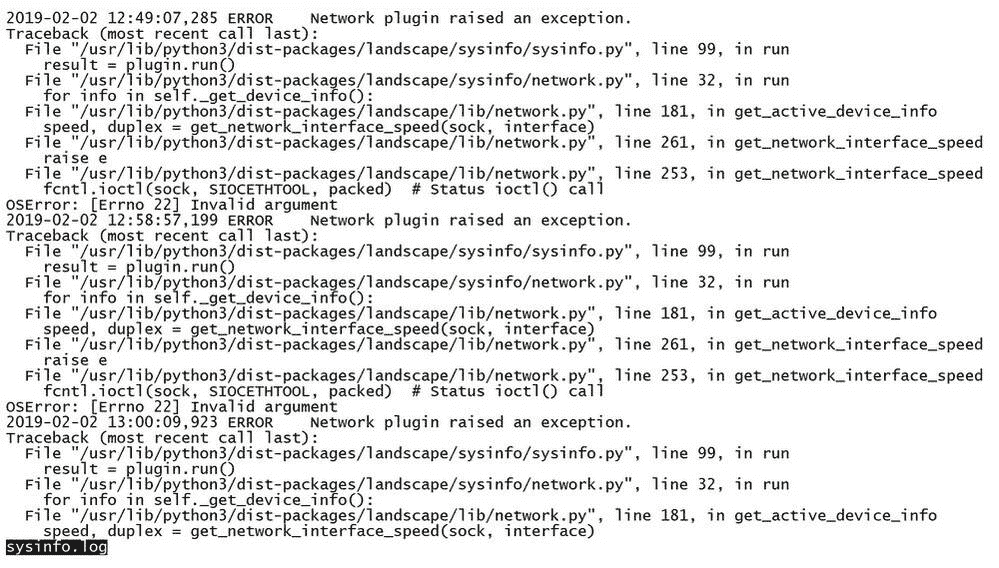 2019-02-02 12:49:07,285 ERROR    Network plugin raised an exception.
Traceback (most recent call last):
  File "/usr/lib/python3/dist-packages/landscape/sysinfo/sysinfo.py", line 99, in run
    result = plugin.run()
  File "/usr/lib/python3/dist-packages/landscape/sysinfo/network.py", line 32, in run
    for info in self._get_device_info():
  File "/usr/lib/python3/dist-packages/landscape/lib/network.py", line 181, in get_active_device_info
    speed, duplex = get_network_interface_speed(sock, interface)
  File "/usr/lib/python3/dist-packages/landscape/lib/network.py", line 261, in get_network_interface_speed
    raise e
  File "/usr/lib/python3/dist-packages/landscape/lib/network.py", line 253, in get_network_interface_speed
    fcntl.ioctl(sock, SIOCETHTOOL, packed)  # Status ioctl() call
OSError: [Errno 22] Invalid argument
2019-02-02 12:58:57,199 ERROR    Network plugin raised an exception.
Traceback (most recent call last):
  File "/usr/lib/python3/dist-packages/landscape/sysinfo/sysinfo.py", line 99, in run
    result = plugin.run()
  File "/usr/lib/python3/dist-packages/landscape/sysinfo/network.py", line 32, in run
    for info in self._get_device_info():
  File "/usr/lib/python3/dist-packages/landscape/lib/network.py", line 181, in get_active_device_info
    speed, duplex = get_network_interface_speed(sock, interface)
  File "/usr/lib/python3/dist-packages/landscape/lib/network.py", line 261, in get_network_interface_speed
    raise e
  File "/usr/lib/python3/dist-packages/landscape/lib/network.py", line 253, in get_network_interface_speed
    fcntl.ioctl(sock, SIOCETHTOOL, packed)  # Status ioctl() call
OSError: [Errno 22] Invalid argument
2019-02-02 13:00:09,923 ERROR    Network plugin raised an exception.
Traceback (most recent call last):
  File "/usr/lib/python3/dist-packages/landscape/sysinfo/sysinfo.py", line 99, in run
    result = plugin.run()
  File "/usr/lib/python3/dist-packages/landscape/sysinfo/network.py", line 32, in run
    for info in self._get_device_info():
  File "/usr/lib/python3/dist-packages/landscape/lib/network.py", line 181, in get_active_device_info
    speed, duplex = get_network_interface_speed(sock, interface)
sysinfo.log